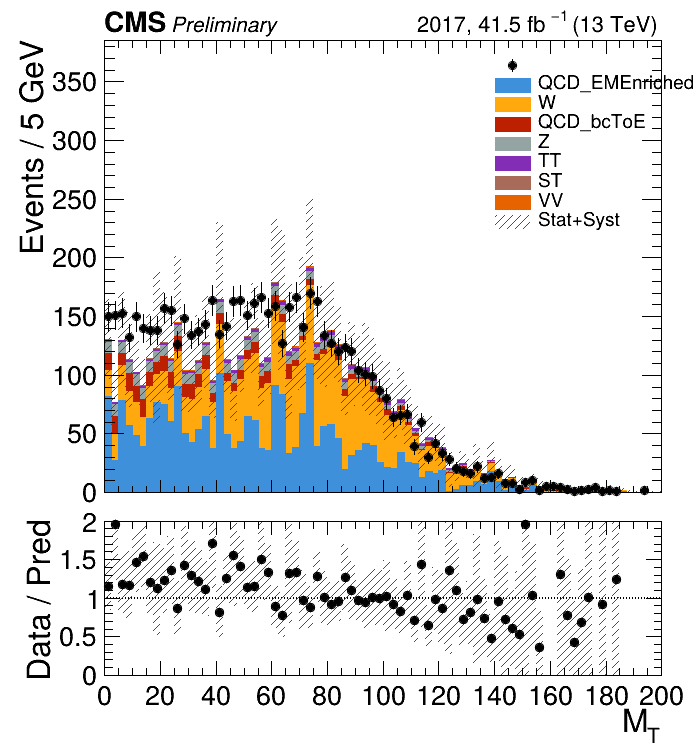 CMS Preliminary 2017, 41.5 fb⁻¹ (13 TeV)
Events / 5 GeV
350
300
250
200
150
100
50
0
QCD_EMEnriched
W
QCD_bcToE
Z
TT
ST
VV
Stat+Syst
Data / Pred
2
1.5
1
0.5
0
0 20 40 60 80 100 120 140 160 180 200
M_T